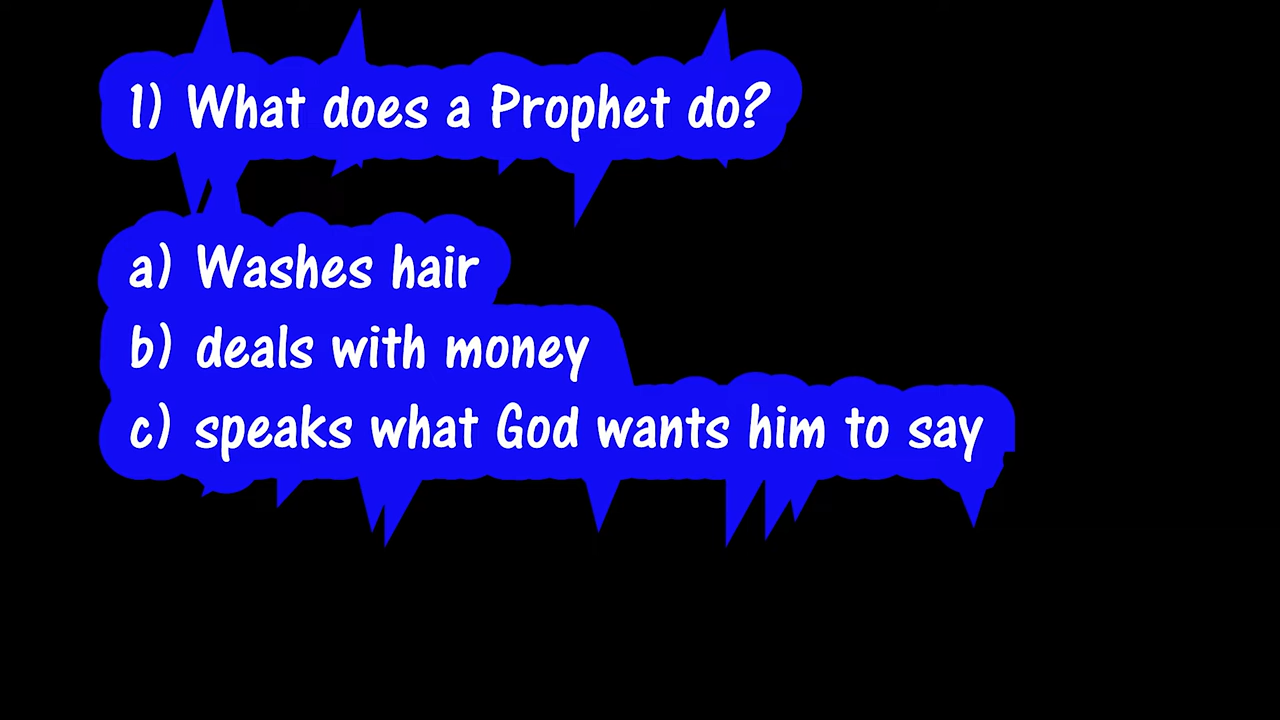 1) What does a Prophet do?
a) Washes hair
b) deals with money
c) speaks what God wants him to say